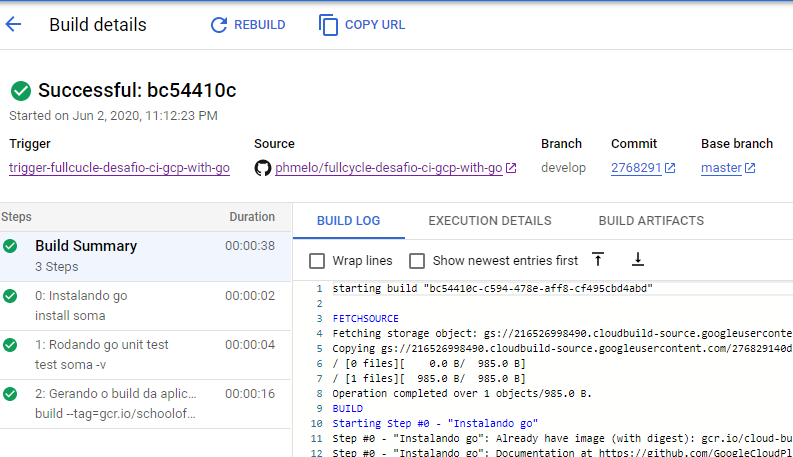 Build details REBUILD COPY URL
Successful: bc54410c
Started on Jun 2, 2020, 11:12:23 PM
Trigger Source Branch Commit Base branch
trigger-fullcucle-desafio-ci-gcp-with-go phmelo/fullcycle-desafio-ci-gcp-with-go develop 2768291 master
Steps Duration BUILD LOG EXECUTION DETAILS BUILD ARTIFACTS
Build Summary 00:00:38
3 Steps
0: Instalando go 00:00:02
install soma
1: Rodando go unit test 00:00:04
test soma -v
2: Gerando o build da aplic... 00:00:16
build --tag=gcr.io/schoolof...
Wrap lines Show newest entries first
1 starting build "bc54410c-c594-478e-aff8-cf495cbd4abd"
2
3 FETCHSOURCE
4 Fetching storage object: gs://216526998490.cloudbuild-source.googleuserconte
5 Copying gs://216526998490.cloudbuild-source.googleusercontent.com/276829140d
6 / [0 files][    0.0 B/  985.0 B]
7 / [1 files][  985.0 B/  985.0 B]
8 Operation completed over 1 objects/985.0 B.
9 BUILD
10 Starting Step #0 - "Instalando go"
11 Step #0 - "Instalando go": Already have image (with digest): gcr.io/cloud-bu
12 Step #0 - "Instalando go": Documentation at https://github.com/GoogleCloudPl